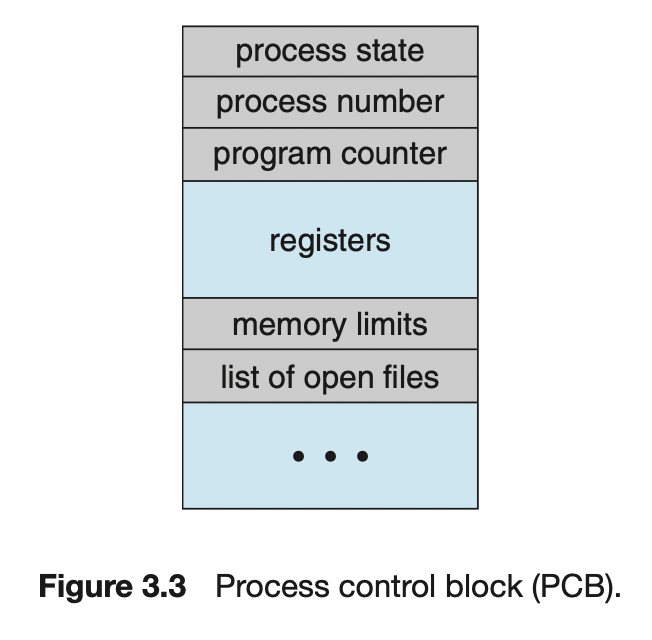 process state
process number
program counter
registers
memory limits
list of open files
• • •
Figure 3.3 Process control block (PCB).